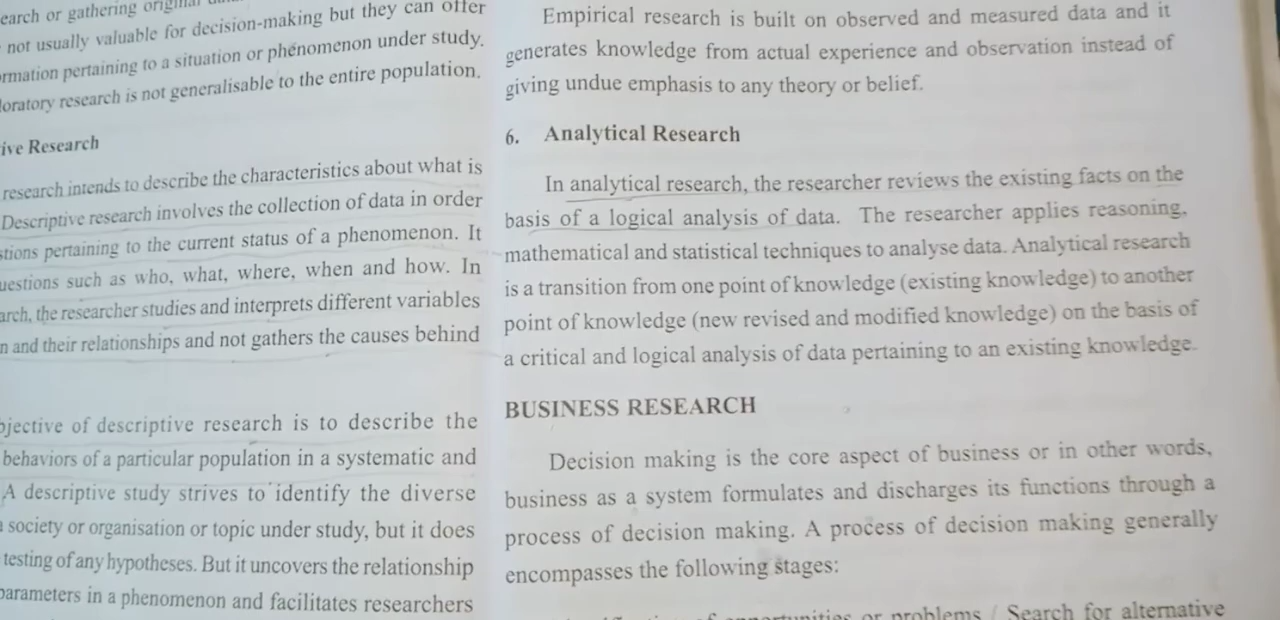 earch or gathering original
not usually valuable for decision-making but they can offer
ormation pertaining to a situation or phenomenon under study.
loratory research is not generalisable to the entire population.
ive Research
research intends to describe the characteristics about what is
Descriptive research involves the collection of data in order
stions pertaining to the current status of a phenomenon. It
uestions such as who, what, where, when and how. In
arch, the researcher studies and interprets different variables
n and their relationships and not gathers the causes behind
bjective of descriptive research is to describe the
behaviors of a particular population in a systematic and
A descriptive study strives to identify the diverse
society or organisation or topic under study, but it does
testing of any hypotheses. But it uncovers the relationship
parameters in a phenomenon and facilitates researchers
Empirical research is built on observed and measured data and it
generates knowledge from actual experience and observation instead of
giving undue emphasis to any theory or belief.
6. Analytical Research
In analytical research, the researcher reviews the existing facts on the
basis of a logical analysis of data. The researcher applies reasoning,
mathematical and statistical techniques to analyse data. Analytical research
is a transition from one point of knowledge (existing knowledge) to another
point of knowledge (new revised and modified knowledge) on the basis of
a critical and logical analysis of data pertaining to an existing knowledge.
BUSINESS RESEARCH
Decision making is the core aspect of business or in other words,
business as a system formulates and discharges its functions through a
process of decision making. A process of decision making generally
encompasses the following stages:
of opportunities or problems / Search for alternative